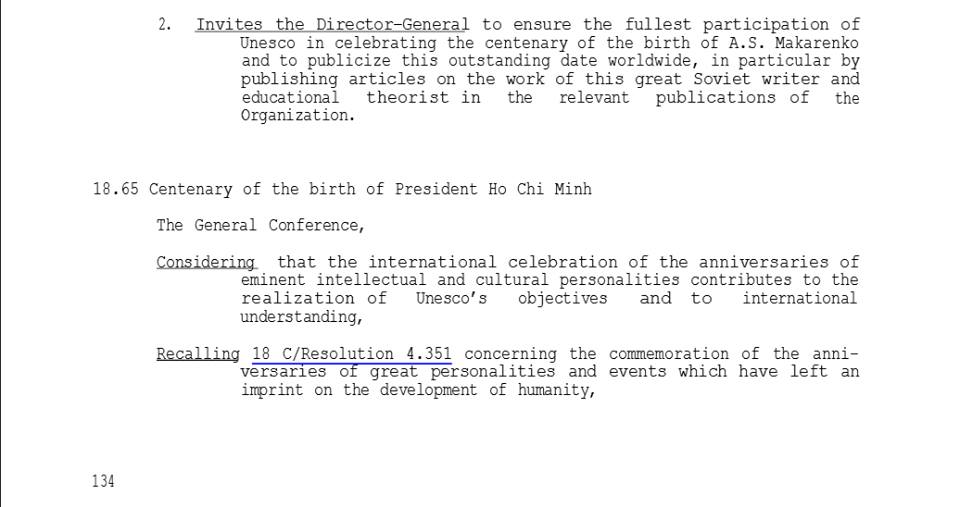 2. Invites the Director-General to ensure the fullest participation of
Unesco in celebrating the centenary of the birth of A.S. Makarenko
and to publicize this outstanding date worldwide, in particular by
publishing articles on the work of this great Soviet writer and
educational theorist in the relevant publications of the
Organization.
18.65 Centenary of the birth of President Ho Chi Minh
The General Conference,
Considering that the international celebration of the anniversaries of
eminent intellectual and cultural personalities contributes to the
realization of Unesco's objectives and to international
understanding,
Recalling 18 C/Resolution 4.351 concerning the commemoration of the anni-
versaries of great personalities and events which have left an
imprint on the development of humanity,
134